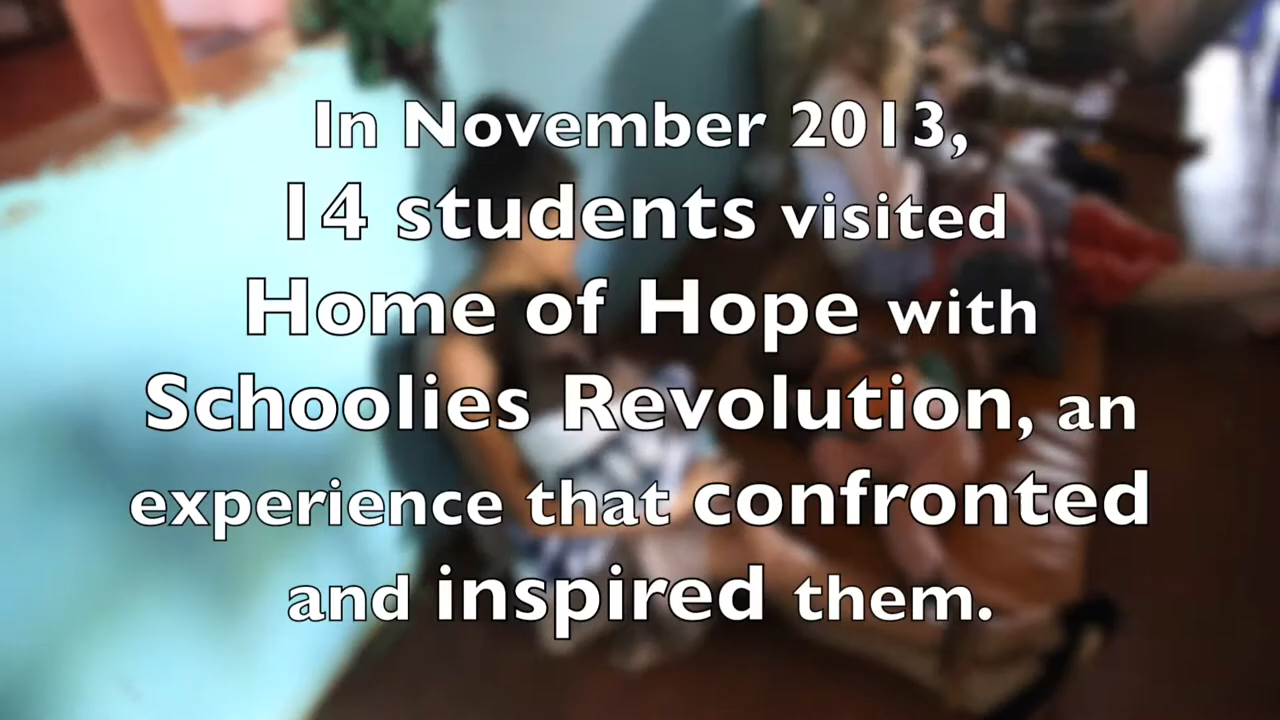 In November 2013,
14 students visited
Home of Hope with
Schoolies Revolution, an
experience that confronted
and inspired them.